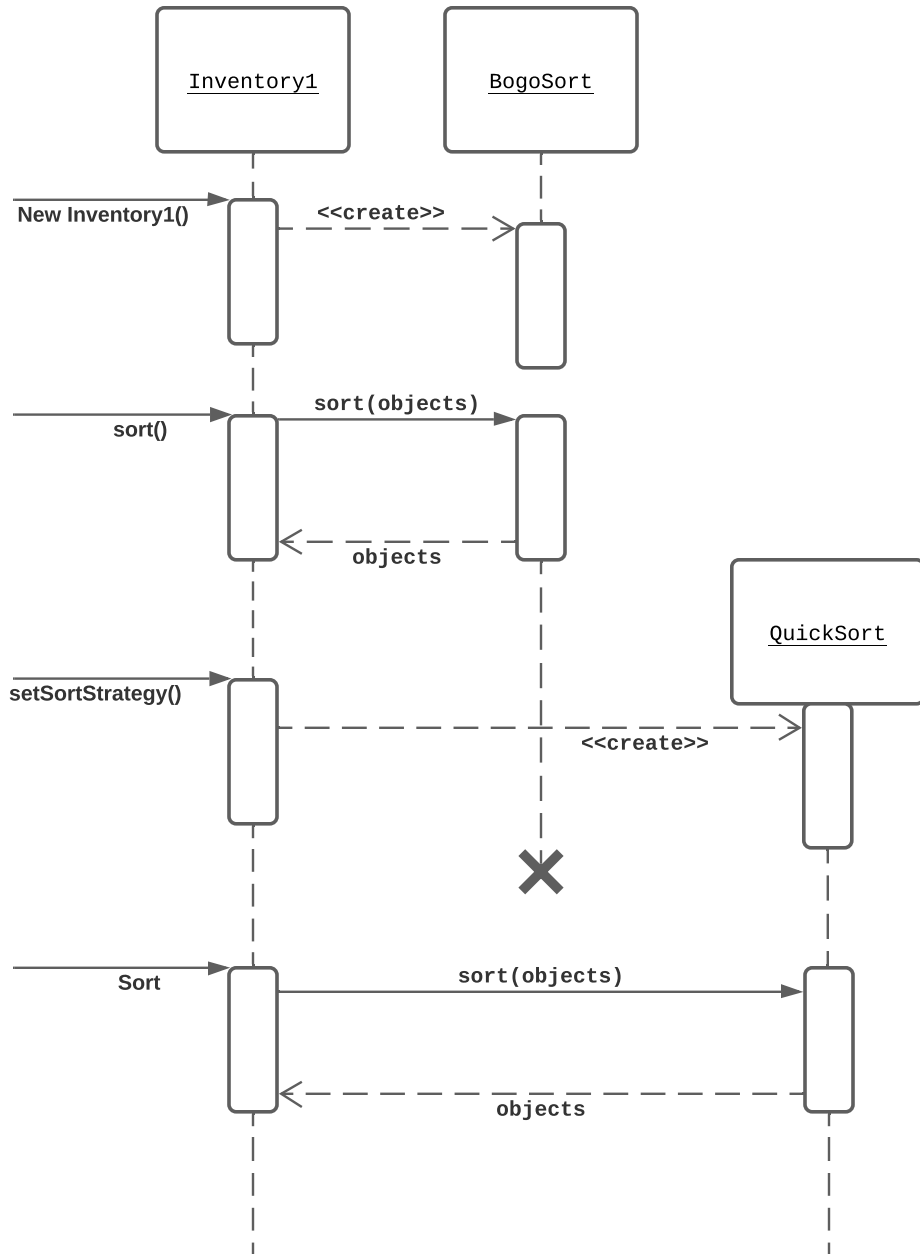 Inventory1
BogoSort
New Inventory1()
<<create>>
sort(objects)
sort()
objects
QuickSort
setSortStrategy()
<<create>>
Sort
sort(objects)
objects